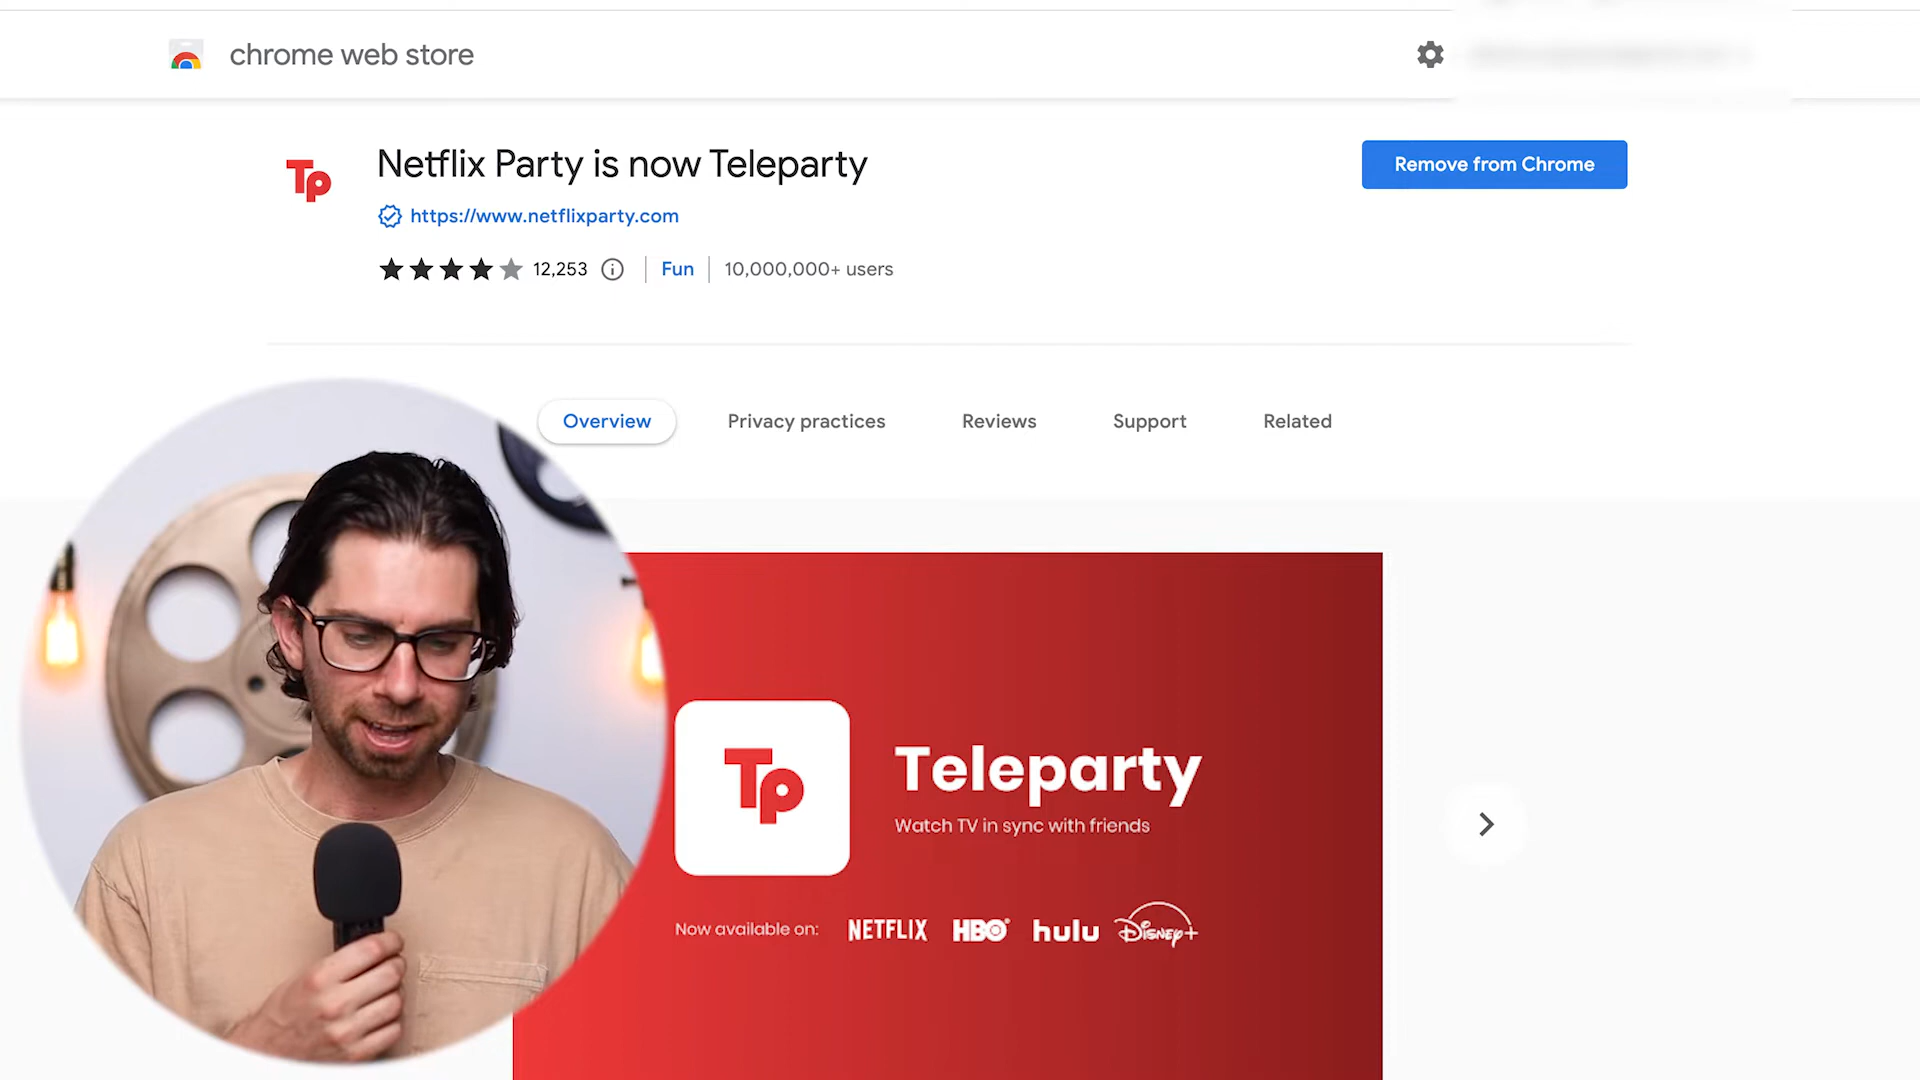 chrome web store
Netflix Party is now Teleparty
Remove from Chrome
https://www.netflixparty.com
12,253
Fun
10,000,000+ users
Overview
Privacy practices
Reviews
Support
Related
Tp
Tp
Teleparty
Watch TV in sync with friends
Now available on: NETFLIX HBO hulu Disney+